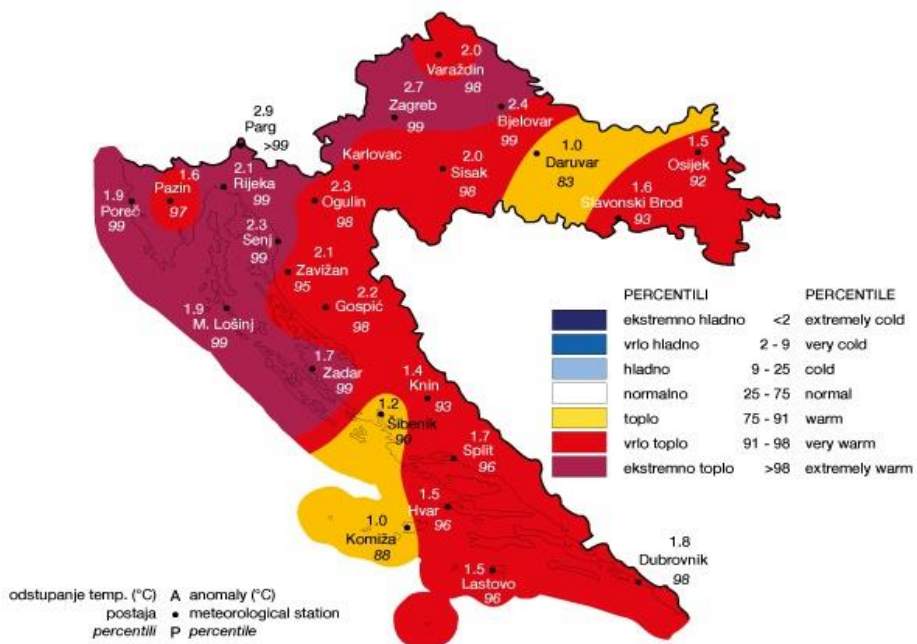 2.0
Varaždin
98
2.7
Zagreb
99
2.4
Bjelovar
99
2.9
Parg
>99
1.0
Daruvar
83
1.5
Osijek
92
Karlovac
2.0
Sisak
98
1.6
Slavonski Brod
93
1.6
Pazin
97
2.1
Rijeka
99
1.9
Poreč
99
2.3
Ogulin
98
2.3
Senj
99
2.1
Zavižan
95
2.2
Gospić
98
1.9
M. Lošinj
99
1.7
Zadar
99
1.4
Knin
93
1.2
Šibenik
90
1.7
Split
96
1.5
Hvar
96
1.0
Komiža
88
1.5
Lastovo
96
1.8
Dubrovnik
98
PERCENTILI PERCENTILE
ekstremno hladno <2 extremely cold
vrlo hladno 2 - 9 very cold
hladno 9 - 25 cold
normalno 25 - 75 normal
toplo 75 - 91 warm
vrlo toplo 91 - 98 very warm
ekstremno toplo >98 extremely warm
odstupanje temp. (°C) A anomaly (°C)
postaja • meteorological station
percentili P percentile